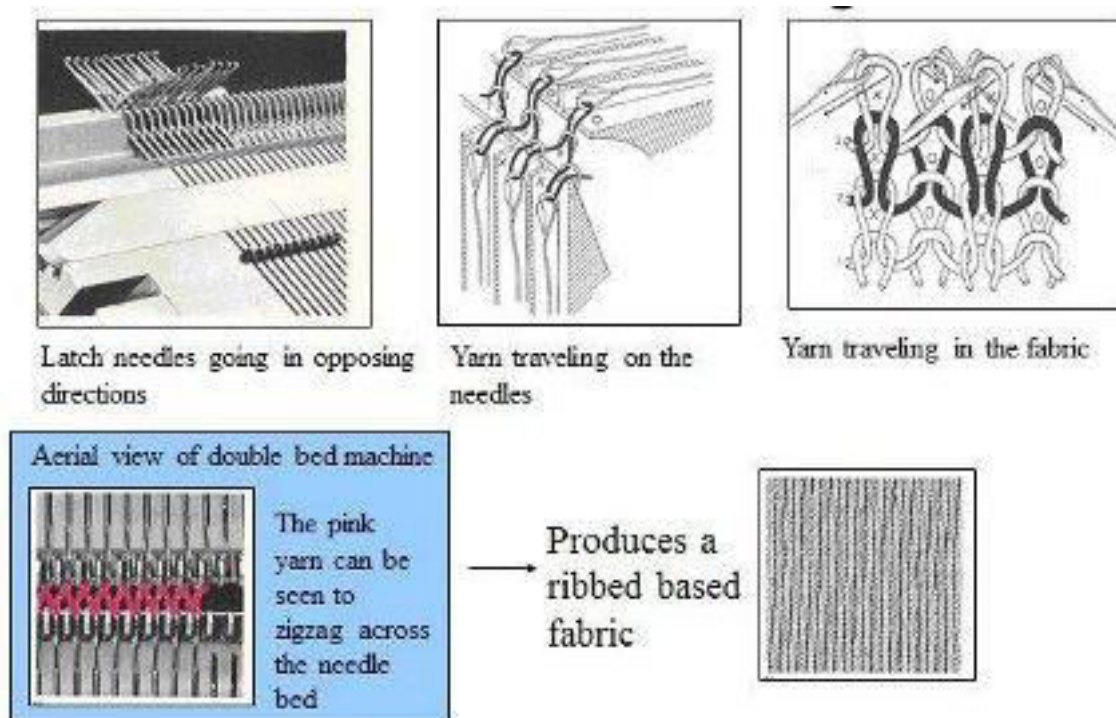 Latch needles going in opposing
directions
Yarn traveling on the
needles
Yarn traveling in the fabric
Aerial view of double bed machine
The pink
yarn can be
seen to
zigzag across
the needle
bed
Produces a
ribbed based
fabric